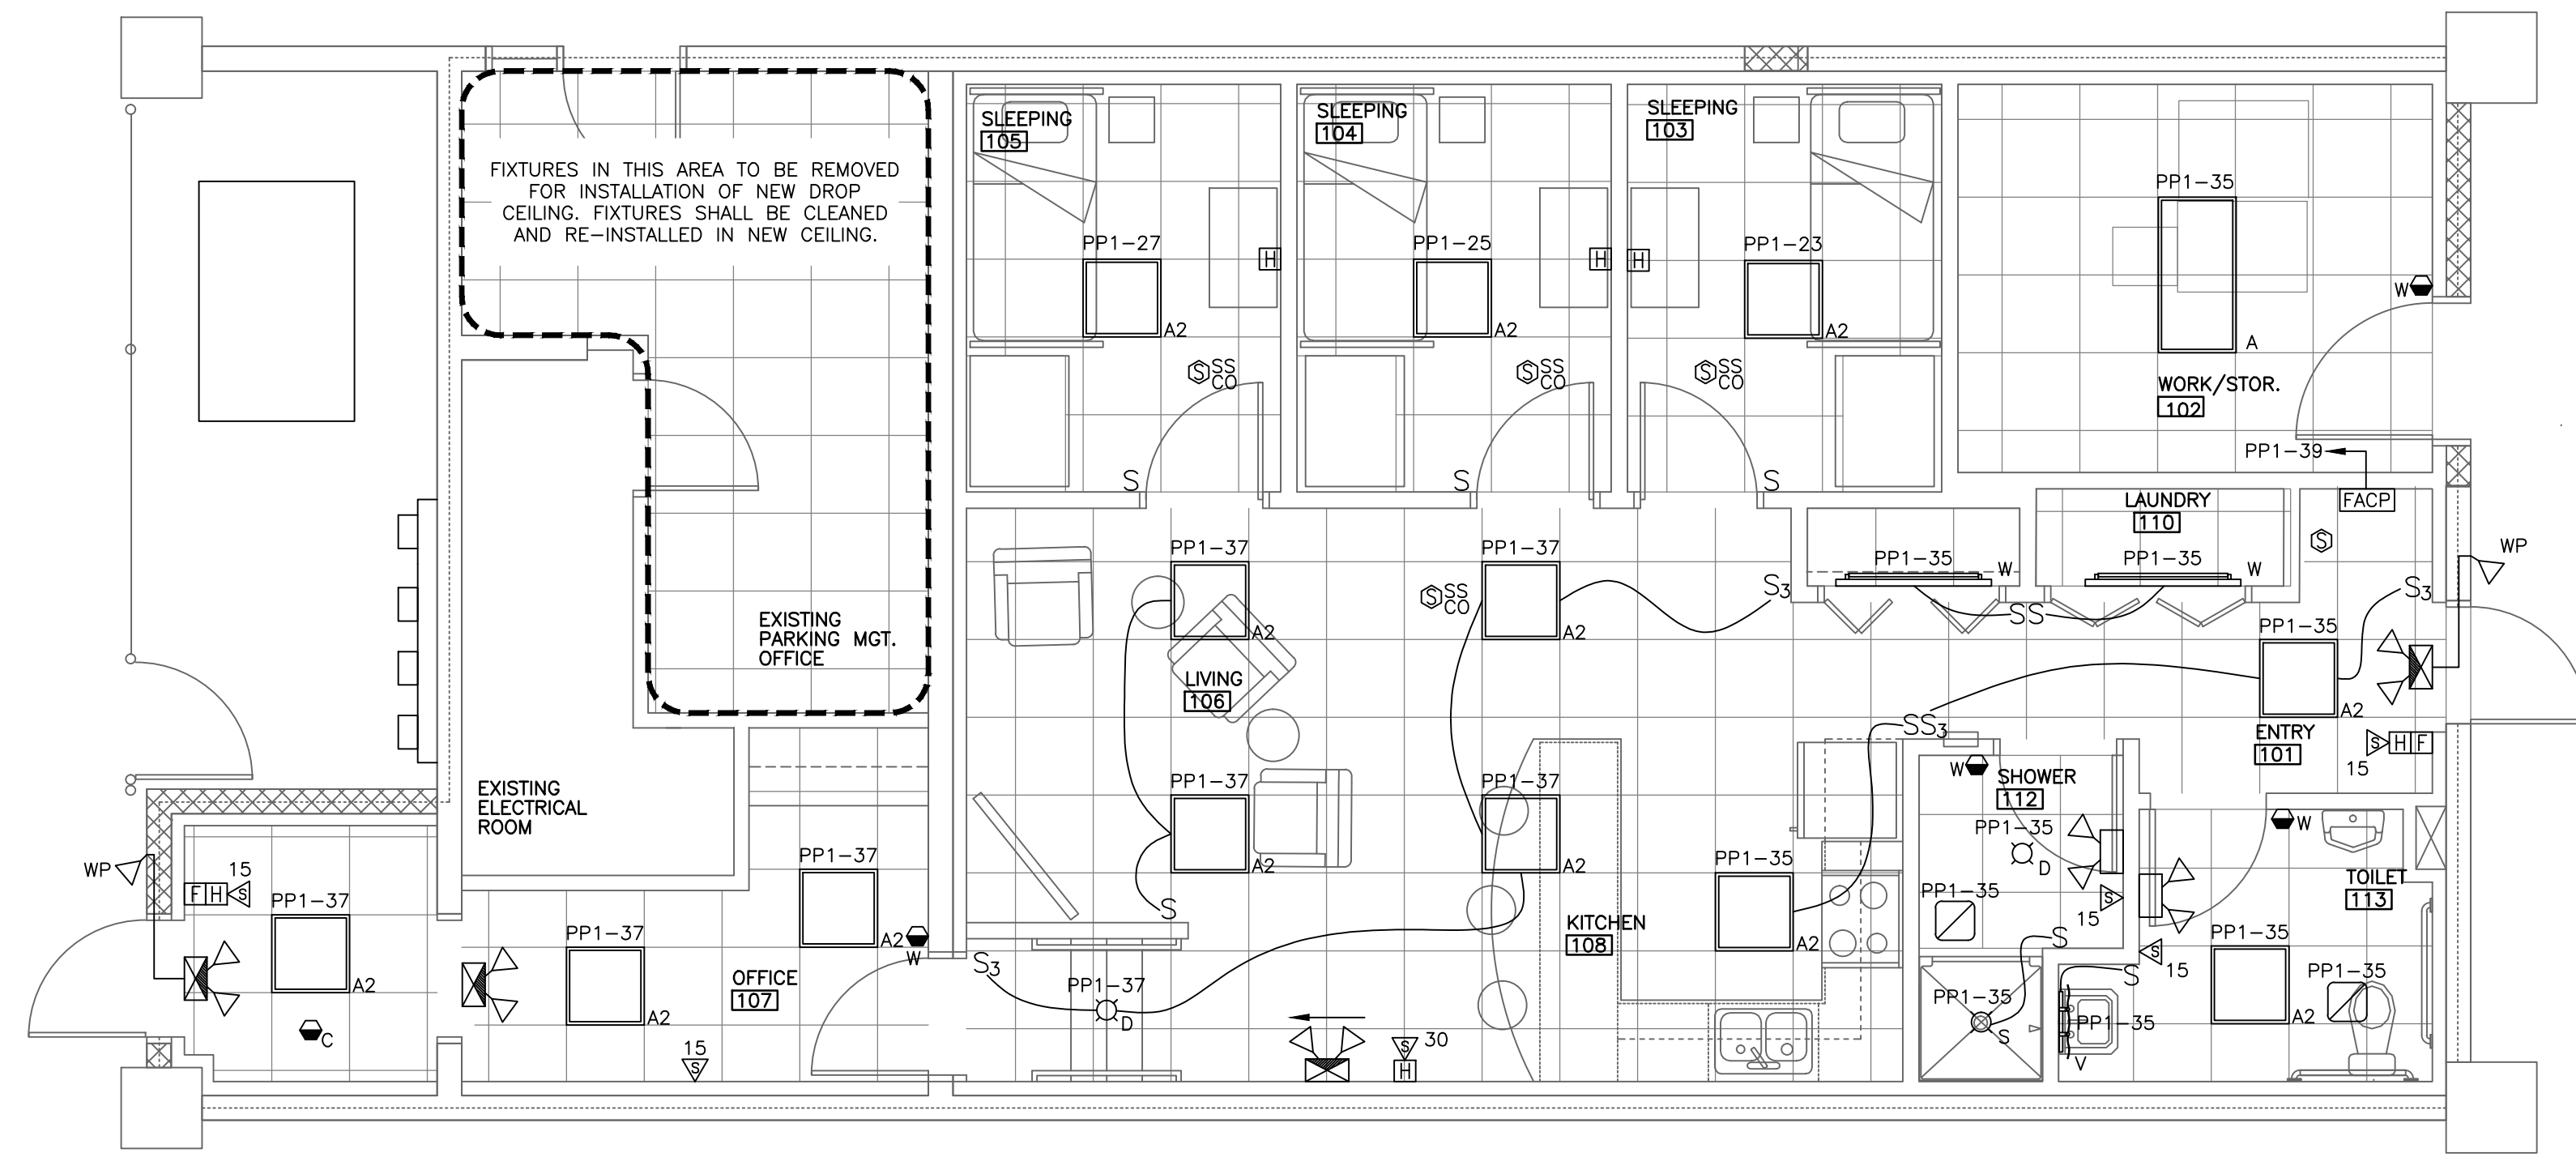 FIXTURES IN THIS AREA TO BE REMOVED
FOR INSTALLATION OF NEW DROP
CEILING. FIXTURES SHALL BE CLEANED
AND RE-INSTALLED IN NEW CEILING.
SLEEPING
105
PP1-27
H
A2
SS
CO
S
S
SLEEPING
104
PP1-25
H
A2
SS
CO
S
S
SLEEPING
103
PP1-23
H
A2
SS
CO
S
S
PP1-35
W
A
WORK/STOR.
102
PP1-39
FACP
LAUNDRY
110
PP1-35
W
PP1-35
W
SS
S
WP
S3
PP1-35
A2
ENTRY
101
S
H
F
15
EXISTING
PARKING MGT.
OFFICE
EXISTING
ELECTRICAL
ROOM
PP1-37
A2
PP1-37
A2
S
SS
CO
S3
LIVING
106
PP1-37
A2
PP1-37
A2
S
SS3
W
SHOWER
112
PP1-35
D
PP1-35
S
15
S
PP1-35
S
W
TOILET
113
S
15
PP1-35
A2
PP1-35
S
PP1-35
V
KITCHEN
108
PP1-35
A2
WP
15
F
H
S
PP1-37
A2
C
PP1-37
A2
PP1-37
A2
W
OFFICE
107
15
S
S3
PP1-37
D
S
30
H